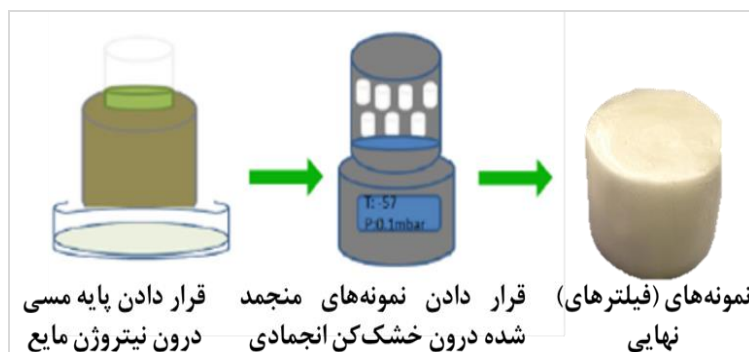 T: -57
P:0.1mbar
قرار دادن پایه مسی
درون نیتروژن مایع
قرار دادن نمونه‌های منجمد
شده درون خشک‌کن انجمادی
نمونه‌های (فیلترهای)
نهایی